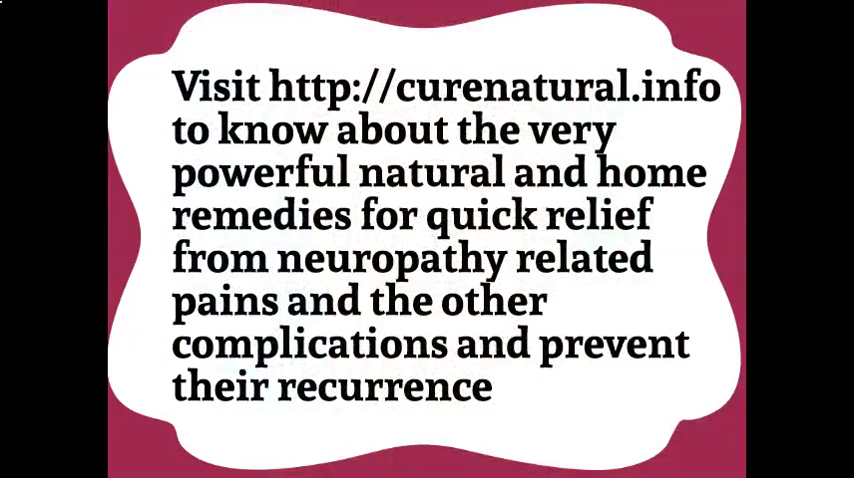 Visit http://curenatural.info
to know about the very
powerful natural and home
remedies for quick relief
from neuropathy related
pains and the other
complications and prevent
their recurrence